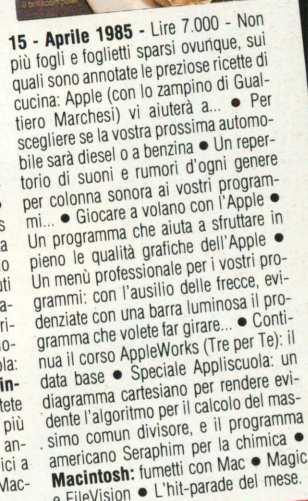 15 - Aprile 1985 - Lire 7.000 - Non
più fogli e foglietti sparsi ovunque, sui
quali sono annotate le preziose ricette di
cucina: Apple (con lo zampino di Gual-
tiero Marchesi) vi aiuterà a... ● Per
scegliere se la vostra prossima automo-
bile sarà diesel o a benzina ● Un reper-
torio di suoni e rumori d'ogni genere
per colonna sonora ai vostri program-
mi... ● Giocare a volano con l'Apple ●
Un programma che aiuta a sfruttare in
pieno le qualità grafiche dell'Apple ●
Un menù professionale per i vostri pro-
grammi: con l'ausilio delle frecce, evi-
denziate con una barra luminosa il pro-
gramma che volete far girare... ● Conti-
nua il corso AppleWorks (Tre per Te): il
data base ● Speciale Appliscuola: un
diagramma cartesiano per rendere evi-
dente l'algoritmo per il calcolo del mas-
simo comun divisore, e il programma
americano Seraphim per la chimica ●
Macintosh: fumetti con Mac ● Magic
e FileVision ● L'hit-parade del mese.